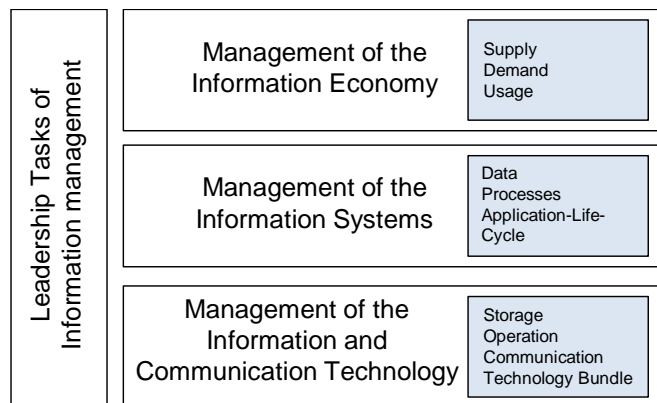 Leadership Tasks of
Information management
Management of the
Information Economy
Supply
Demand
Usage
Management of the
Information Systems
Data
Processes
Application-Life-
Cycle
Management of the
Information and
Communication Technology
Storage
Operation
Communication
Technology Bundle